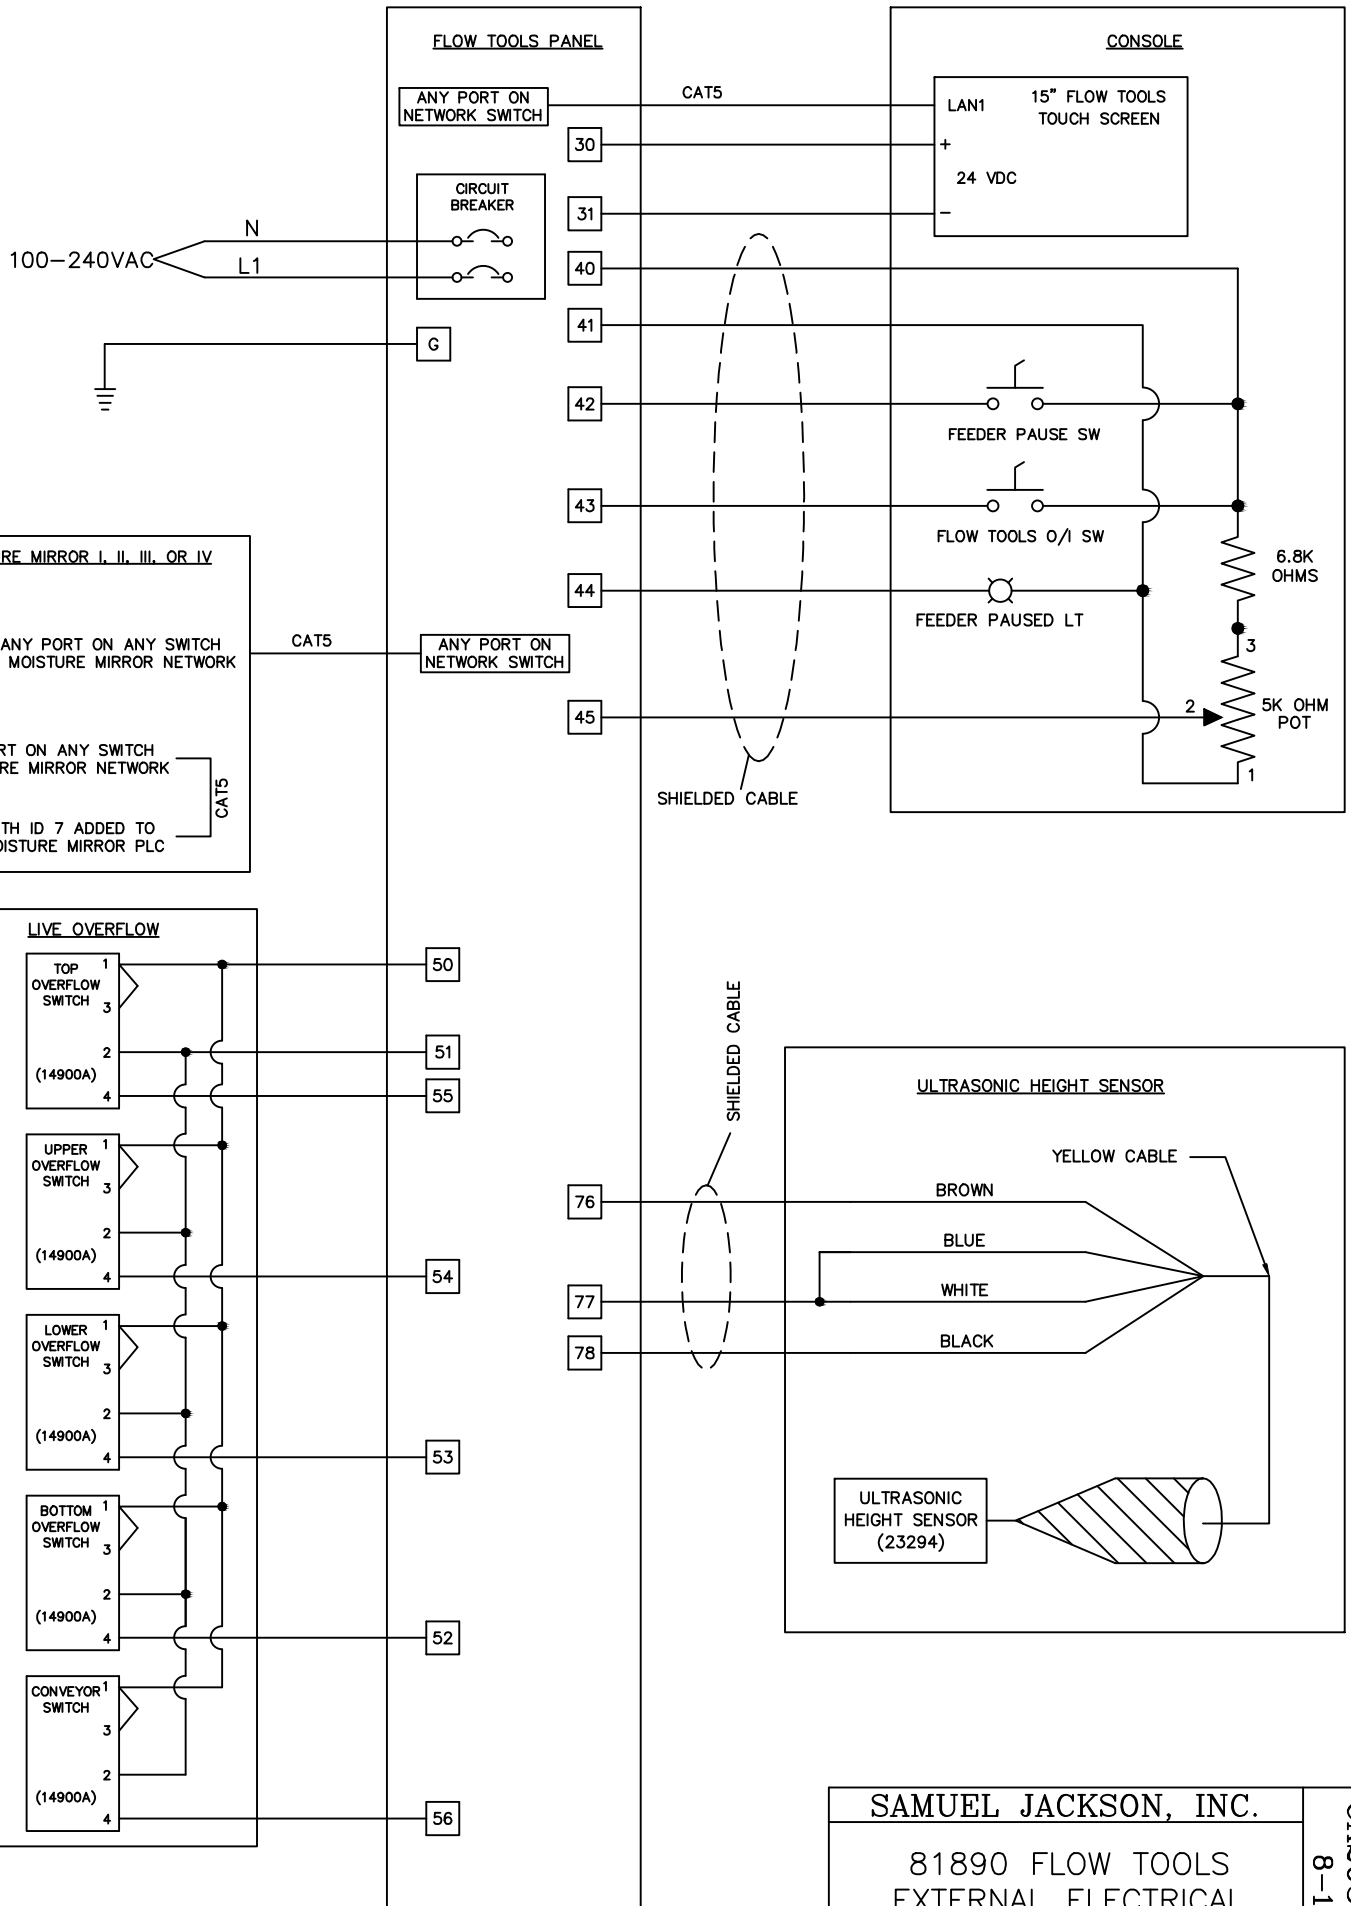 FLOW TOOLS PANEL
ANY PORT ON
NETWORK SWITCH
CAT5
CONSOLE
LAN1
15" FLOW TOOLS
TOUCH SCREEN
+
24 VDC
−
30
31
40
41
42
43
44
45
CIRCUIT
BREAKER
N
100-240VAC
L1
G
FEEDER PAUSE SW
FLOW TOOLS O/I SW
FEEDER PAUSED LT
6.8K
OHMS
3
2
5K OHM
POT
1
SHIELDED CABLE
RE MIRROR I, II, III, OR IV
ANY PORT ON ANY SWITCH
MOISTURE MIRROR NETWORK
CAT5
ANY PORT ON
NETWORK SWITCH
RT ON ANY SWITCH
RE MIRROR NETWORK
CAT5
TH ID 7 ADDED TO
OISTURE MIRROR PLC
LIVE OVERFLOW
TOP
OVERFLOW
SWITCH
1
3
2
(14900A)
4
50
51
55
UPPER
OVERFLOW
SWITCH
1
3
2
(14900A)
4
54
LOWER
OVERFLOW
SWITCH
1
3
2
(14900A)
4
53
BOTTOM
OVERFLOW
SWITCH
1
3
2
(14900A)
4
52
CONVEYOR
SWITCH
1
3
2
(14900A)
4
56
SHIELDED CABLE
ULTRASONIC HEIGHT SENSOR
YELLOW CABLE
76
BROWN
BLUE
77
WHITE
78
BLACK
ULTRASONIC
HEIGHT SENSOR
(23294)
SAMUEL JACKSON, INC.
81890 FLOW TOOLS
EXTERNAL ELECTRICAL
8-1